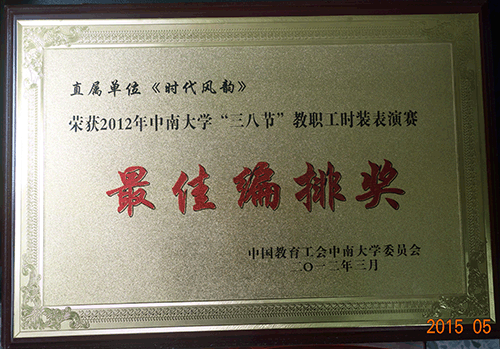 直属单位《时代风韵》
荣获2012年中南大学“三八节”教职工时装表演赛
最佳编排奖
中国教育工会中南大学委员会
二〇一二年三月
2015 05